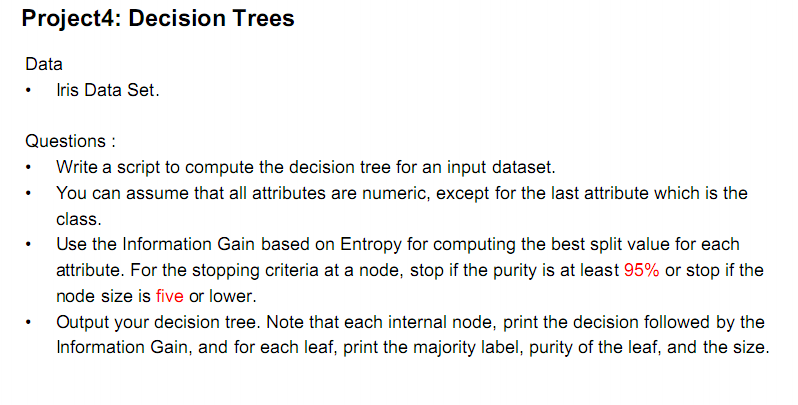 Project4: Decision Trees
Data
• Iris Data Set.
Questions :
• Write a script to compute the decision tree for an input dataset.
• You can assume that all attributes are numeric, except for the last attribute which is the
class.
• Use the Information Gain based on Entropy for computing the best split value for each
attribute. For the stopping criteria at a node, stop if the purity is at least 95% or stop if the
node size is five or lower.
• Output your decision tree. Note that each internal node, print the decision followed by the
Information Gain, and for each leaf, print the majority label, purity of the leaf, and the size.